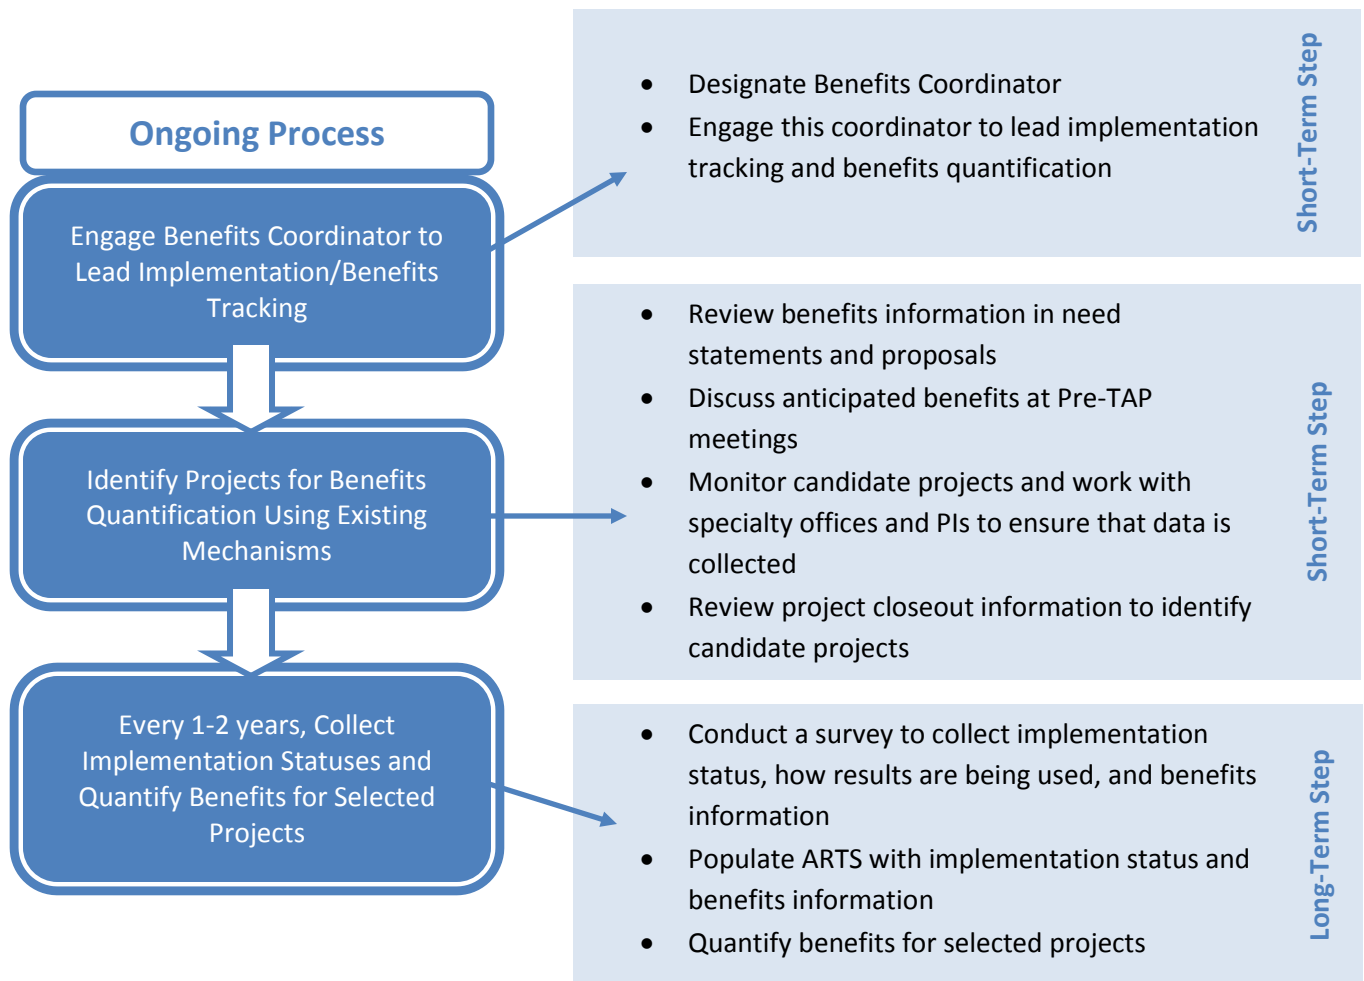 Ongoing Process
Engage Benefits Coordinator to
Lead Implementation/Benefits
Tracking
• Designate Benefits Coordinator
• Engage this coordinator to lead implementation
tracking and benefits quantification
Short-Term Step
Identify Projects for Benefits
Quantification Using Existing
Mechanisms
• Review benefits information in need
statements and proposals
• Discuss anticipated benefits at Pre-TAP
meetings
• Monitor candidate projects and work with
specialty offices and PIs to ensure that data is
collected
• Review project closeout information to identify
candidate projects
Short-Term Step
Every 1-2 years, Collect
Implementation Statuses and
Quantify Benefits for Selected
Projects
• Conduct a survey to collect implementation
status, how results are being used, and benefits
information
• Populate ARTS with implementation status and
benefits information
• Quantify benefits for selected projects
Long-Term Step